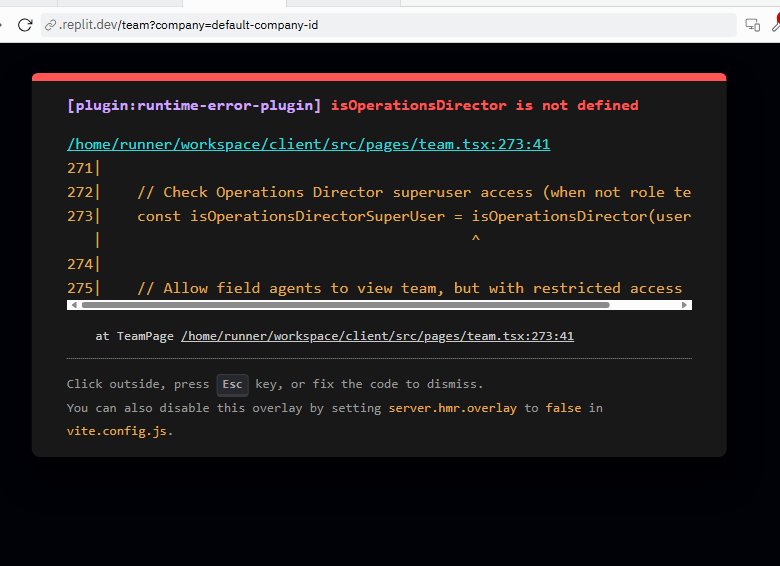 .replit.dev/team?company=default-company-id
[plugin:runtime-error-plugin] isOperationsDirector is not defined
/home/runner/workspace/client/src/pages/team.tsx:273:41
271|
272|    // Check Operations Director superuser access (when not role te
273|    const isOperationsDirectorSuperUser = isOperationsDirector(user
   |                                          ^
274|
275|    // Allow field agents to view team, but with restricted access
at TeamPage /home/runner/workspace/client/src/pages/team.tsx:273:41
Click outside, press Esc key, or fix the code to dismiss.
You can also disable this overlay by setting server.hmr.overlay to false in
vite.config.js.